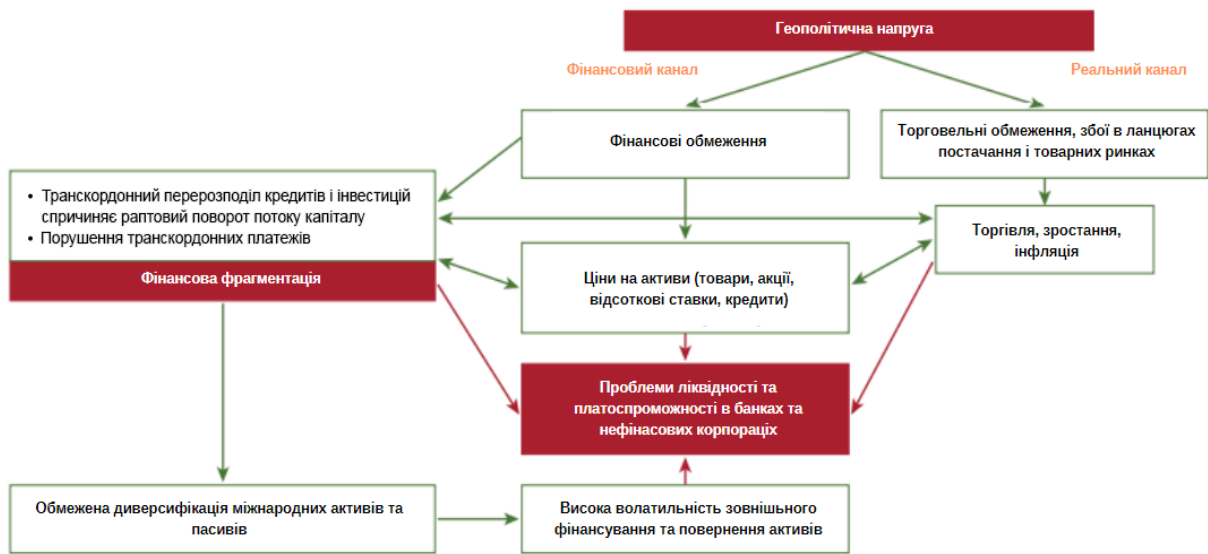 Геополітична напруга
Фінансовий канал
Реальний канал
Фінансові обмеження
Торговельні обмеження, збої в ланцюгах
постачання і товарних ринках
• Транскордонний перерозподіл кредитів і інвестицій
спричиняє раптовий поворот потоку капіталу
• Порушення транскордонних платежів
Фінансова фрагментація
Торгівля, зростання,
інфляція
Ціни на активи (товари, акції,
відсоткові ставки, кредити)
Проблеми ліквідності та
платоспроможності в банках та
нефінасових корпораціх
Обмежена диверсифікація міжнародних активів та
пасивів
Висока волатильність зовнішього
фінансування та повернення активів